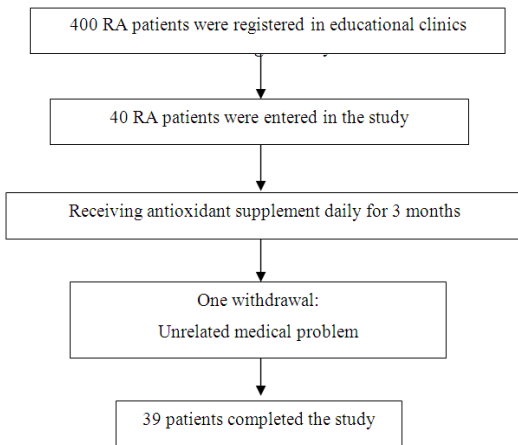 400 RA patients were registered in educational clinics
40 RA patients were entered in the study
Receiving antioxidant supplement daily for 3 months
One withdrawal:
Unrelated medical problem
39 patients completed the study